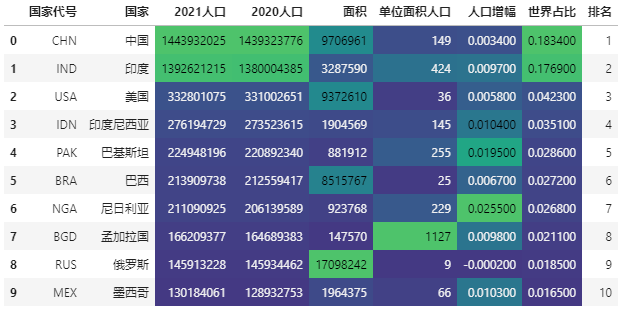 国家代号 国家 2021人口 2020人口 面积 单位面积人口 人口增幅 世界占比 排名
0 CHN 中国 1443932025 1439323776 9706961 149 0.003400 0.183400 1
1 IND 印度 1392621215 1380004385 3287590 424 0.009700 0.176900 2
2 USA 美国 332801075 331002651 9372610 36 0.005800 0.042300 3
3 IDN 印度尼西亚 276194729 273523615 1904569 145 0.010400 0.035100 4
4 PAK 巴基斯坦 224948196 220892340 881912 255 0.019500 0.028600 5
5 BRA 巴西 213909738 212559417 8515767 25 0.006700 0.027200 6
6 NGA 尼日利亚 211090925 206139589 923768 229 0.025500 0.026800 7
7 BGD 孟加拉国 166209377 164689383 147570 1127 0.009800 0.021100 8
8 RUS 俄罗斯 145913228 145934462 17098242 9 -0.000200 0.018500 9
9 MEX 墨西哥 130184061 128932753 1964375 66 0.010300 0.016500 10